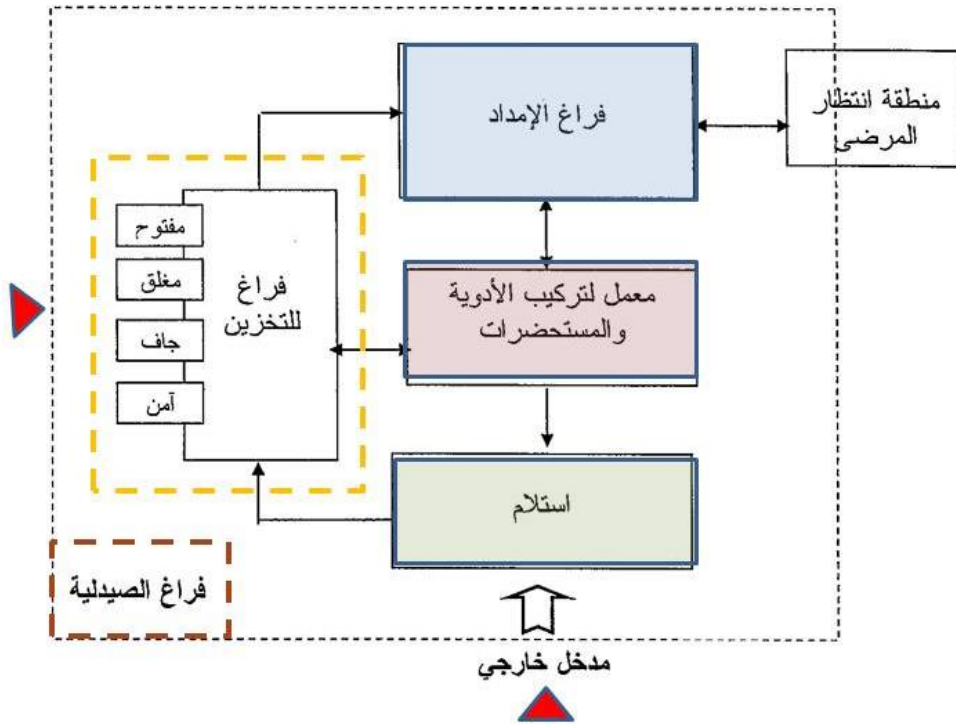 فراغ الإمداد
منطقة انتظار
المرضى
مفتوح
مغلق
جاف
آمن
فراغ
للتخزين
معمل لتركيب الأدوية
والمستحضرات
استلام
فراغ الصيدلية
مدخل خارجي